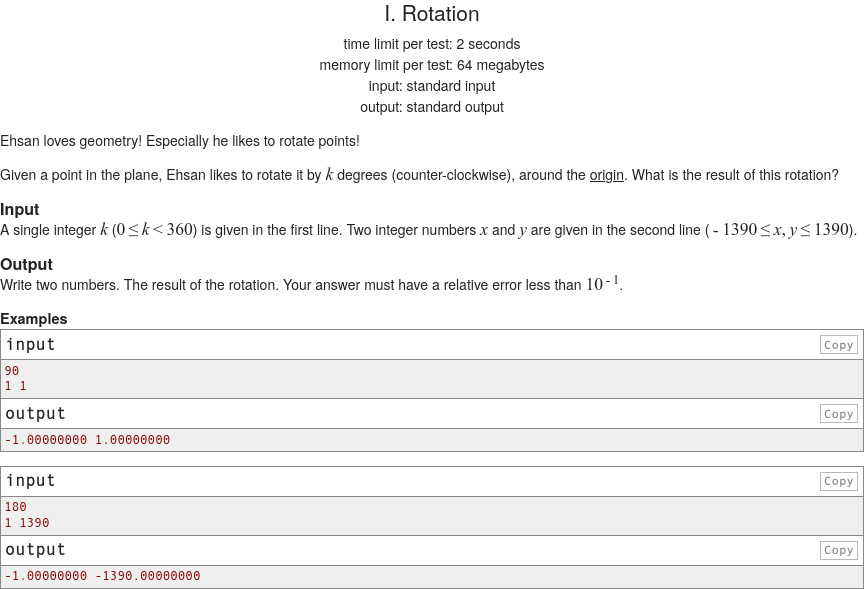 I. Rotation
time limit per test: 2 seconds
memory limit per test: 64 megabytes
input: standard input
output: standard output
Ehsan loves geometry! Especially he likes to rotate points!
Given a point in the plane, Ehsan likes to rotate it by k degrees (counter-clockwise), around the origin. What is the result of this rotation?
Input
A single integer k (0 ≤ k < 360) is given in the first line. Two integer numbers x and y are given in the second line ( - 1390 ≤ x, y ≤ 1390).
Output
Write two numbers. The result of the rotation. Your answer must have a relative error less than 10^{-1}.
Examples
input Copy
90
1 1
output Copy
-1.00000000 1.00000000
input Copy
180
1 1390
output Copy
-1.00000000 -1390.00000000